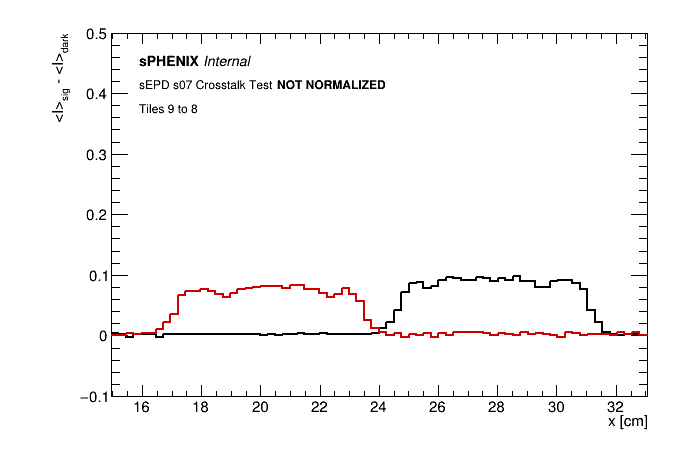 <I>sig - <I>dark
0.5
sPHENIX Internal
sEPD s07 Crosstalk Test NOT NORMALIZED
0.4
Tiles 9 to 8
0.3
0.2
0.1
0
−0.1
16 18 20 22 24 26 28 30 32
x [cm]